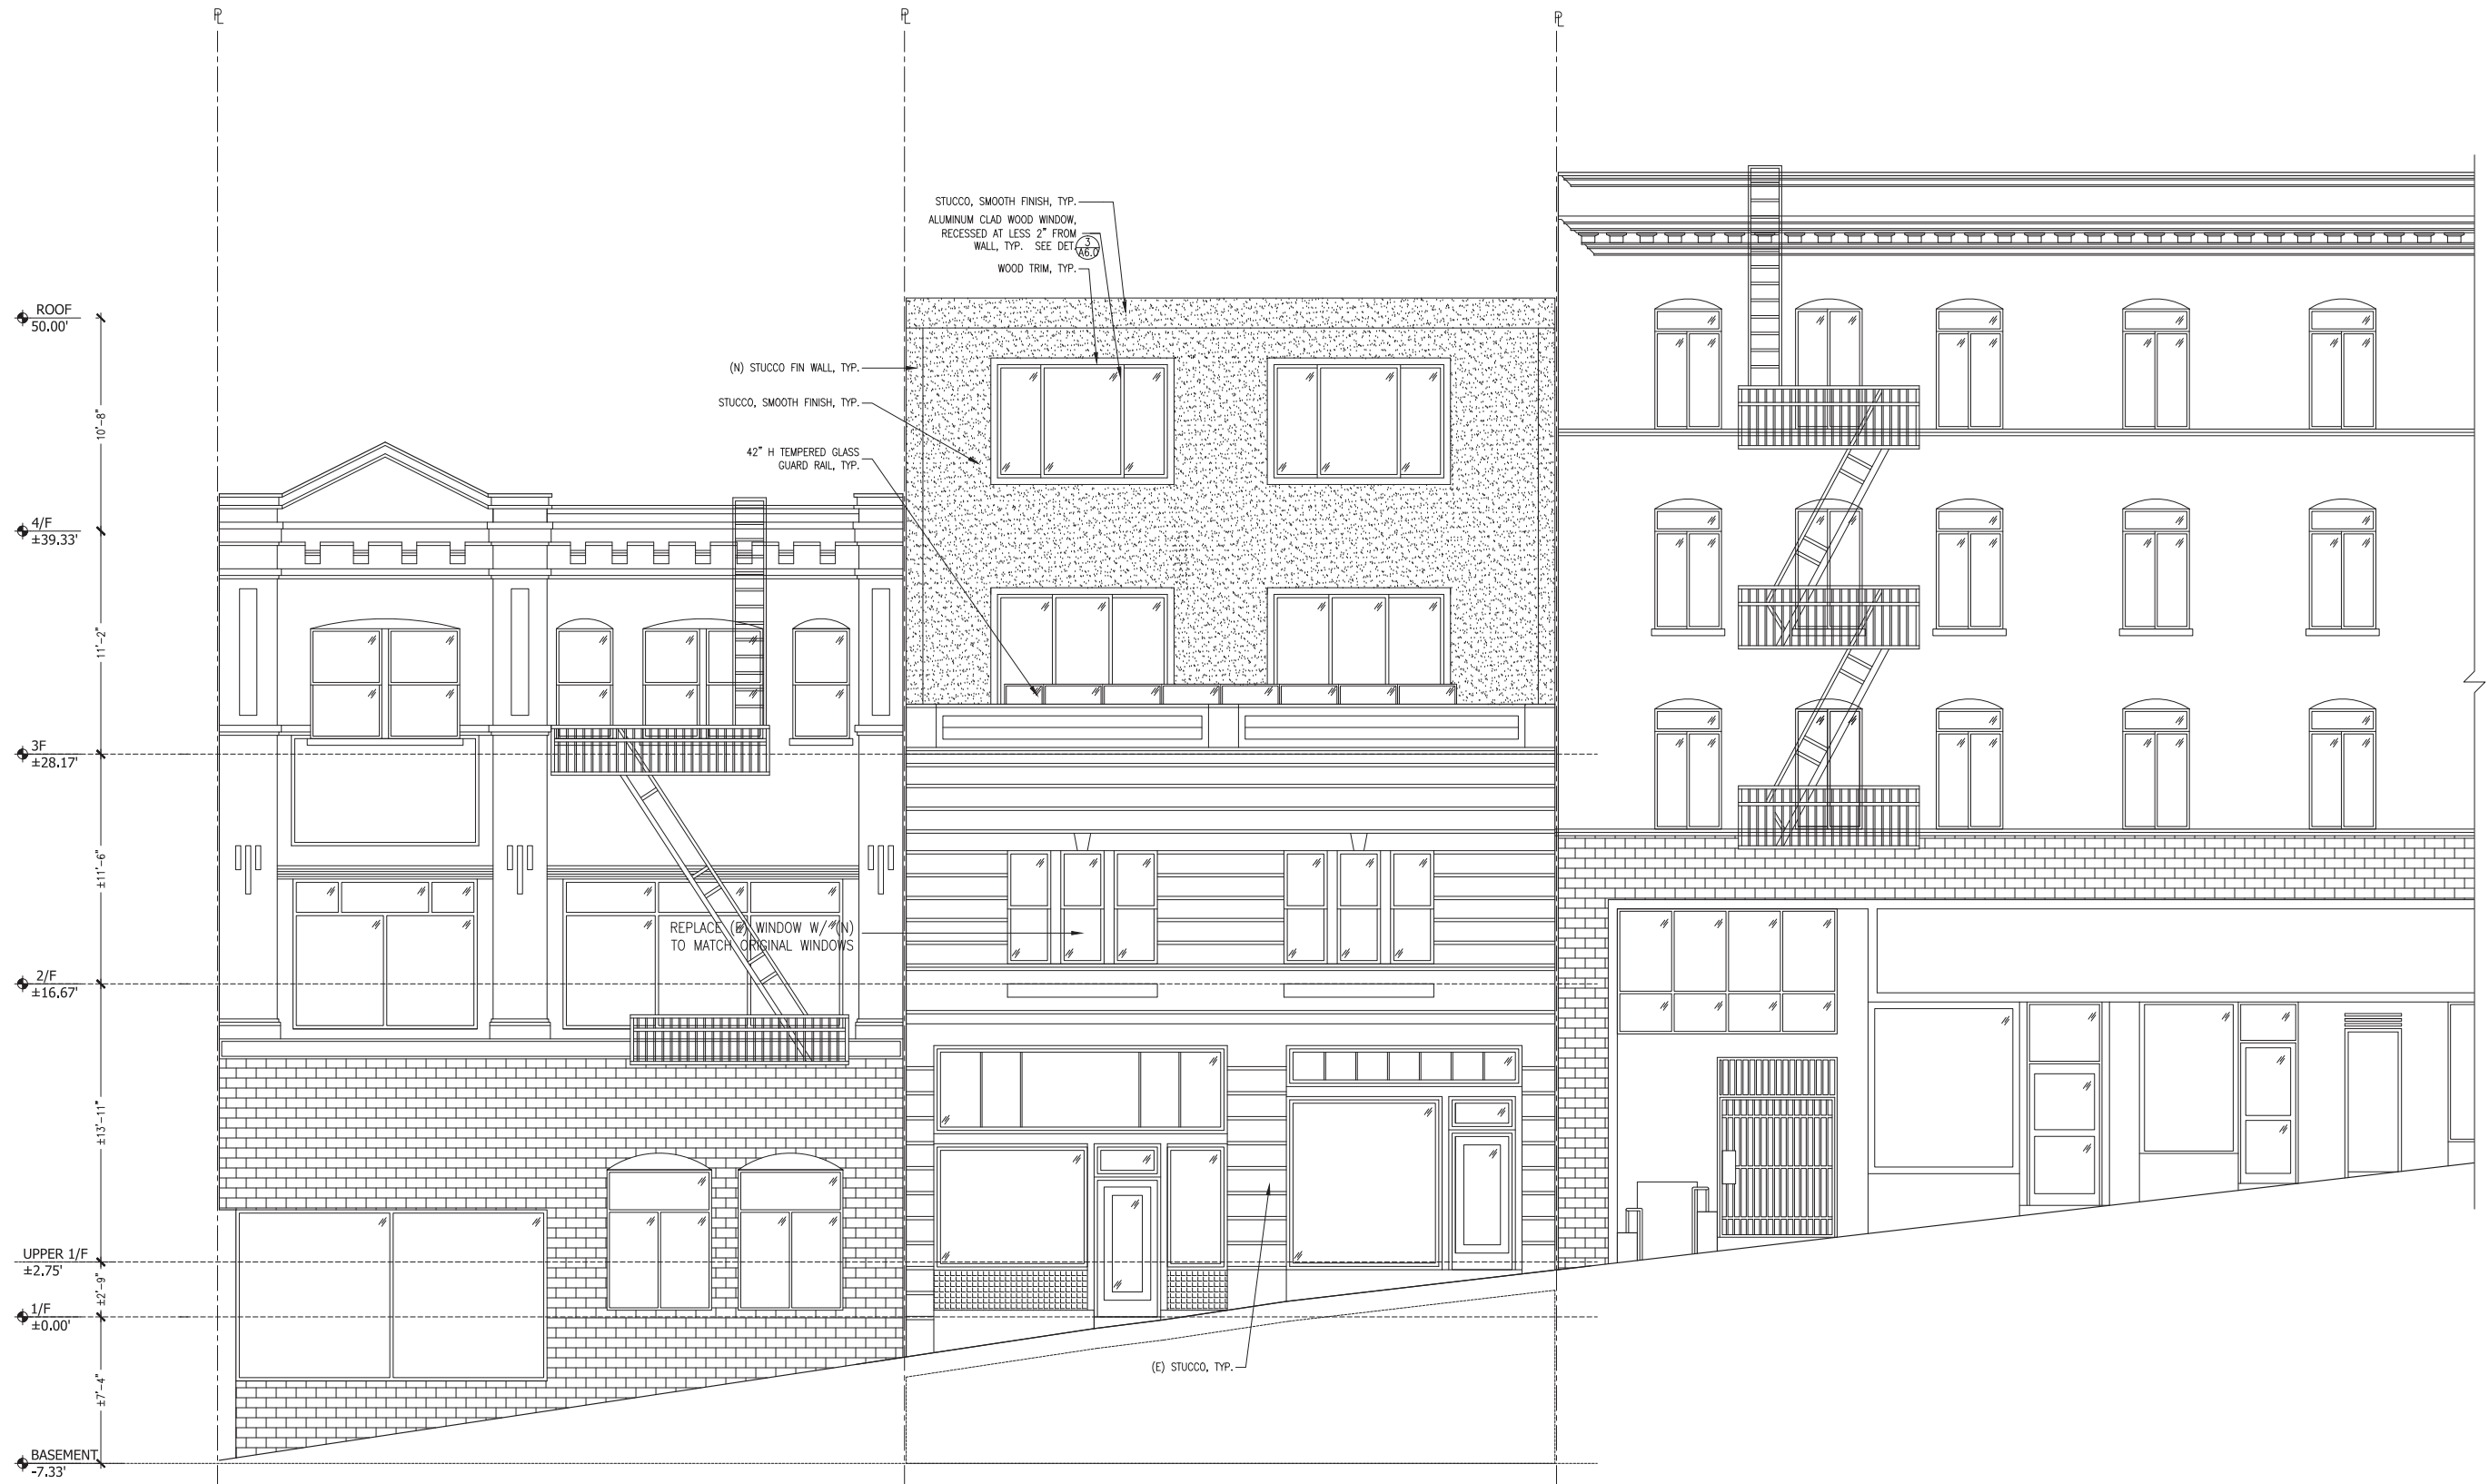 PL
PL
PL
STUCCO, SMOOTH FINISH, TYP.
ALUMINUM CLAD WOOD WINDOW,
RECESSED AT LESS 2" FROM
WALL, TYP. SEE DET.
3
A6.0
WOOD TRIM, TYP.
(N) STUCCO FIN WALL, TYP.
STUCCO, SMOOTH FINISH, TYP.
42" H TEMPERED GLASS
GUARD RAIL, TYP.
REPLACE (E) WINDOW W/ (N)
TO MATCH ORIGINAL WINDOWS
(E) STUCCO, TYP.
ROOF
50.00'
10'-8"
4/F
±39.33'
11'-2"
3F
±28.17'
±11'-6"
2/F
±16.67'
±13'-11"
UPPER 1/F
±2.75'
±2'-9"
1/F
±0.00'
±7'-4"
BASEMENT
-7.33'